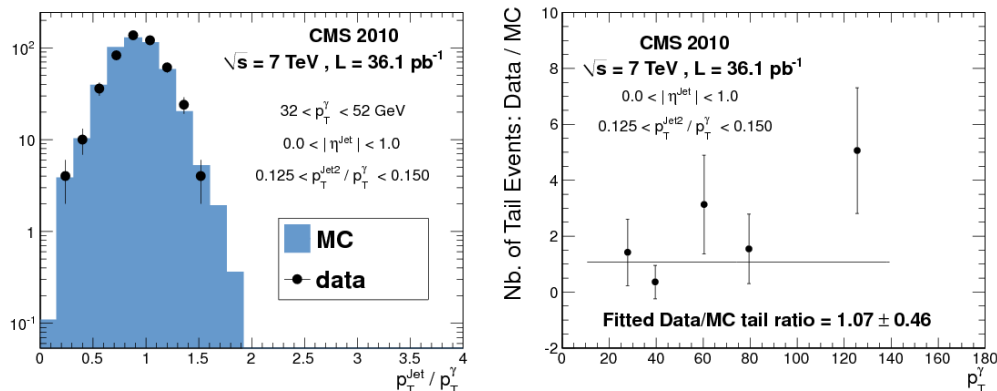 CMS 2010
√s = 7 TeV , L = 36.1 pb⁻¹
32 < p_T^γ < 52 GeV
0.0 < | η^Jet | < 1.0
0.125 < p_T^Jet2 / p_T^γ < 0.150
MC
data
10²
10
1
10⁻¹
0 0.5 1 1.5 2 2.5 3 3.5 4
p_T^Jet / p_T^γ
Nb. of Tail Events: Data / MC
CMS 2010
√s = 7 TeV , L = 36.1 pb⁻¹
0.0 < | η^Jet | < 1.0
0.125 < p_T^Jet2 / p_T^γ < 0.150
Fitted Data/MC tail ratio = 1.07 ± 0.46
10
8
6
4
2
0
-2
0 20 40 60 80 100 120 140 160 180
p_T^γ